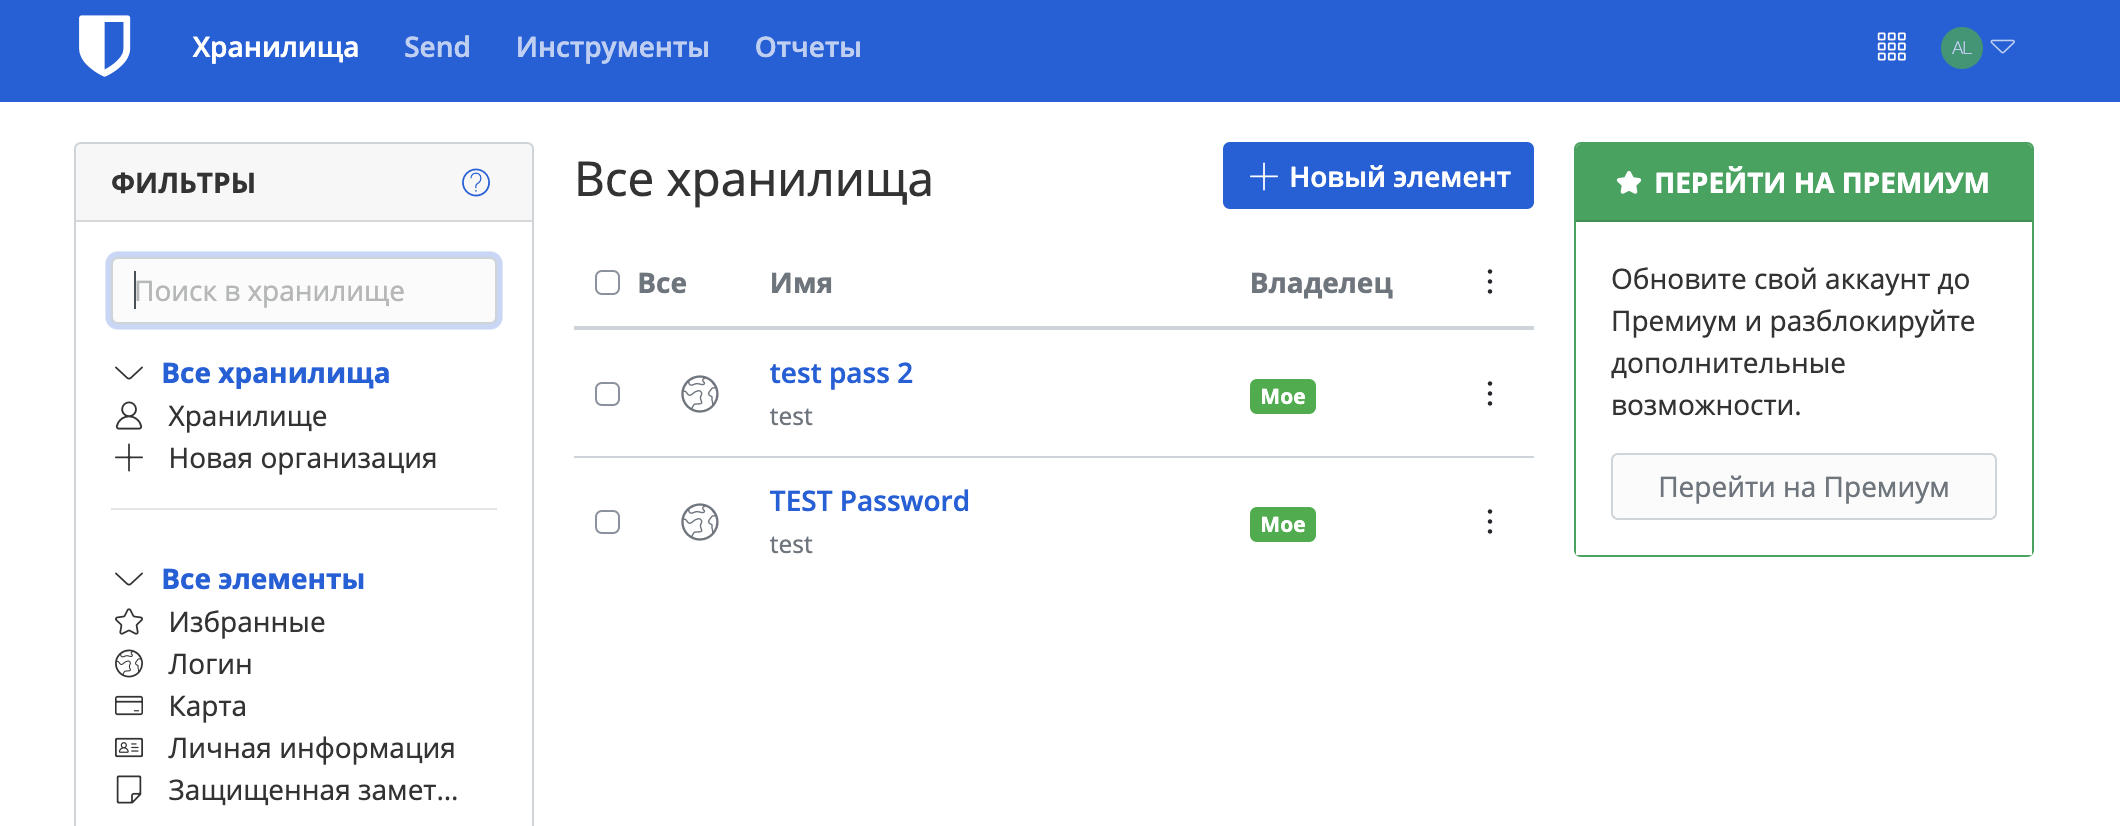 Хранилища Send Инструменты Отчеты
AL
ФИЛЬТРЫ
?
Поиск в хранилище
Все хранилища
Хранилище
Новая организация
Все элементы
Избранные
Логин
Карта
Личная информация
Защищенная замет...
Все хранилища
Новый элемент
Все Имя Владелец
test pass 2
test
Мое
TEST Password
test
Мое
ПЕРЕЙТИ НА ПРЕМИУМ
Обновите свой аккаунт до
Премиум и разблокируйте
дополнительные
возможности.
Перейти на Премиум